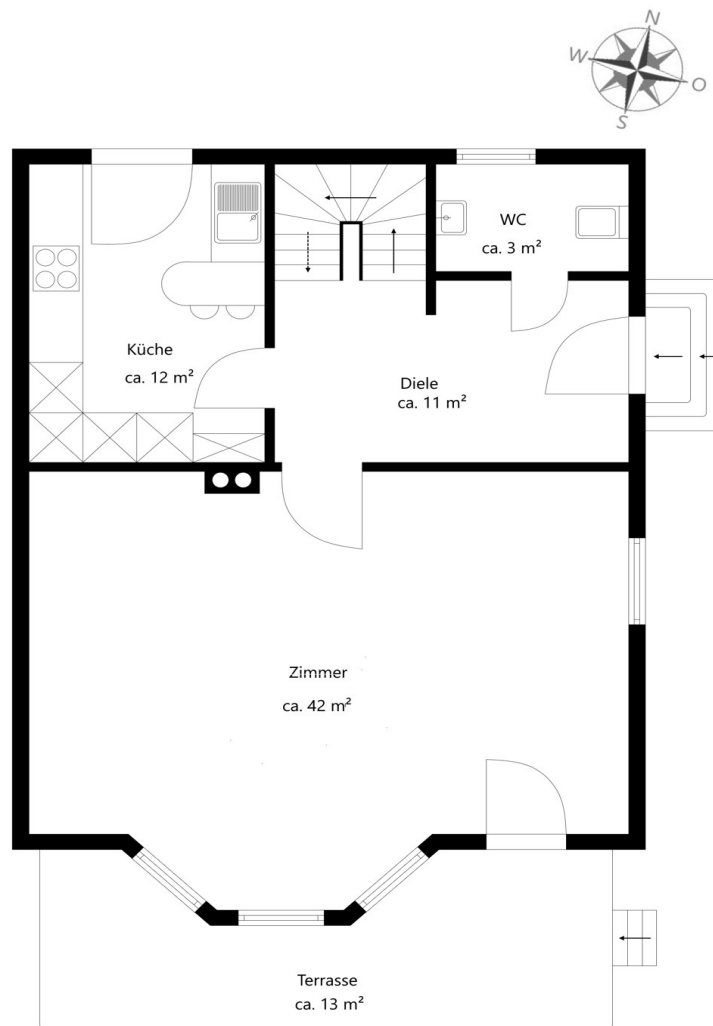 N
W
O
S
WC
ca. 3 m²
Küche
ca. 12 m²
Diele
ca. 11 m²
Zimmer
ca. 42 m²
Terrasse
ca. 13 m²